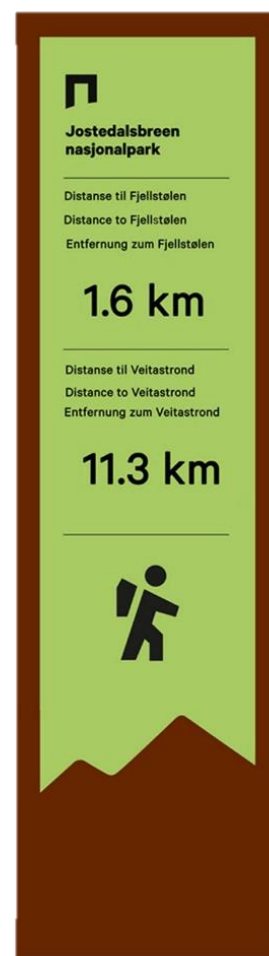 Jostedalsbreen
nasjonalpark
Distanse til Fjellstølen
Distance to Fjellstølen
Entfernung zum Fjellstølen
1.6 km
Distanse til Veitastrond
Distance to Veitastrond
Entfernung zum Veitastrond
11.3 km